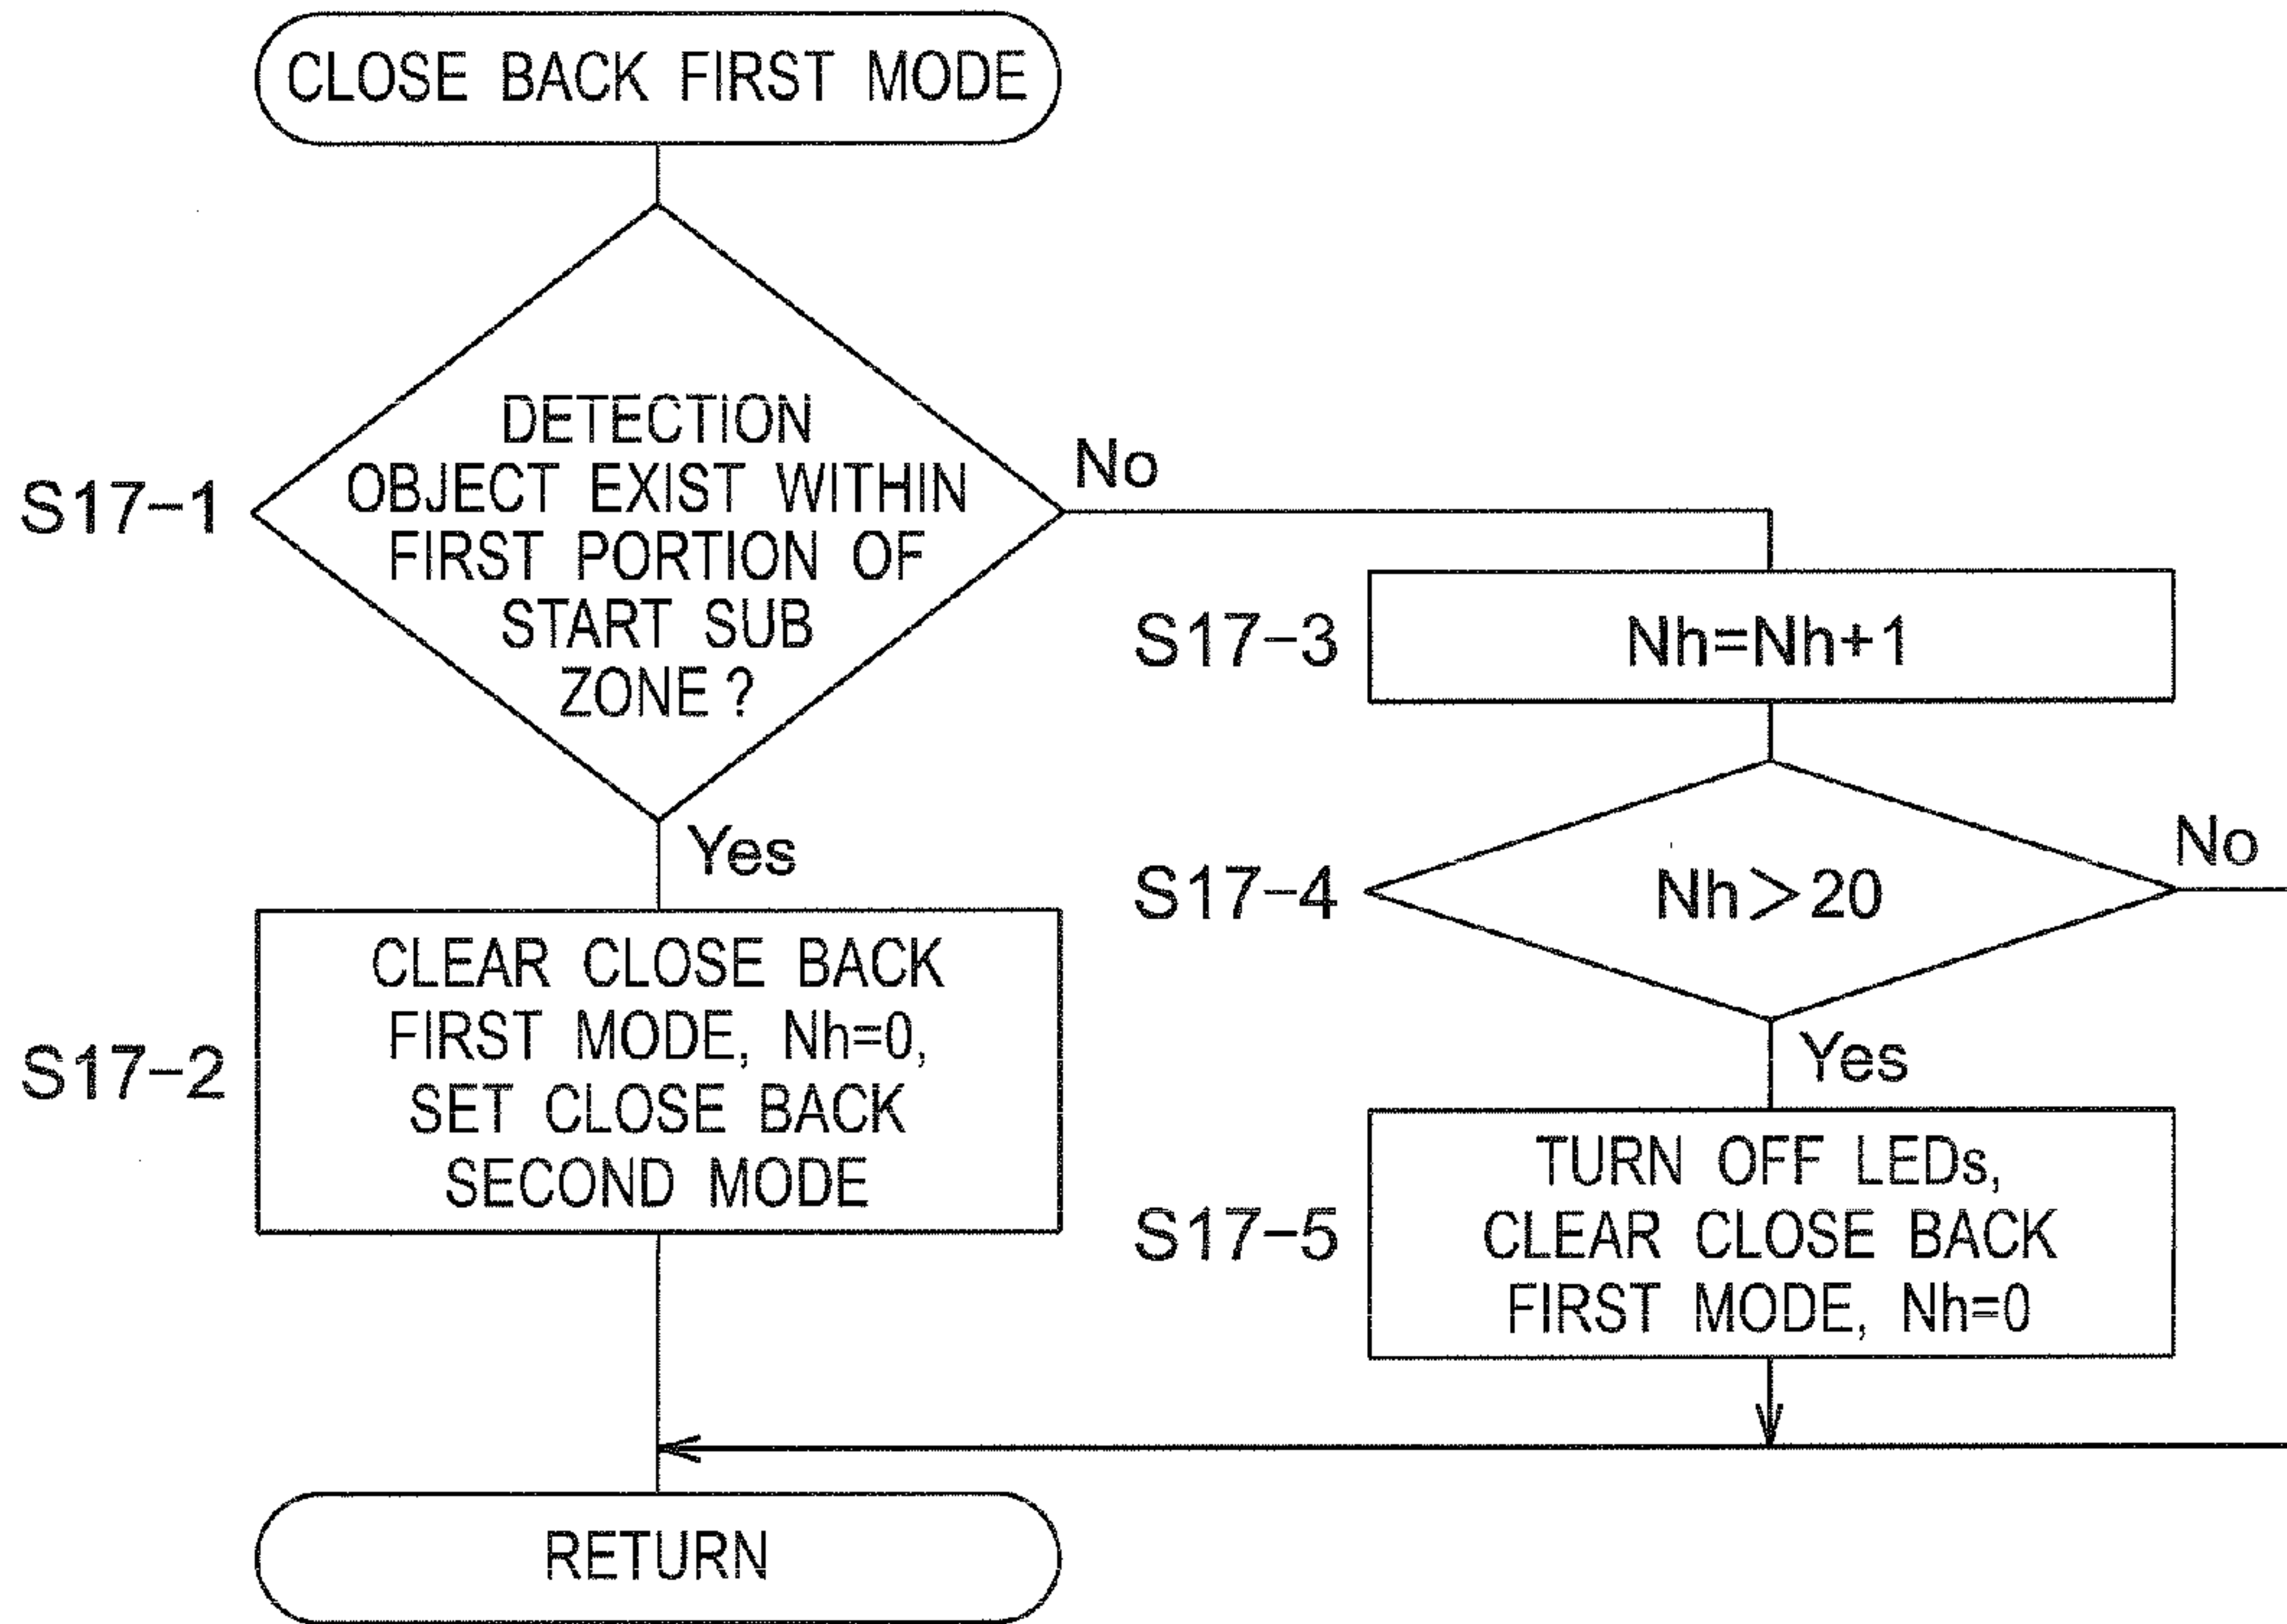 CLOSE BACK FIRST MODE
S17-1
DETECTION
OBJECT EXIST WITHIN
FIRST PORTION OF
START SUB
ZONE ?
No
Yes
S17-2
CLEAR CLOSE BACK
FIRST MODE, Nh=0,
SET CLOSE BACK
SECOND MODE
S17-3
Nh=Nh+1
S17-4
Nh>20
No
Yes
S17-5
TURN OFF LEDs,
CLEAR CLOSE BACK
FIRST MODE, Nh=0
RETURN